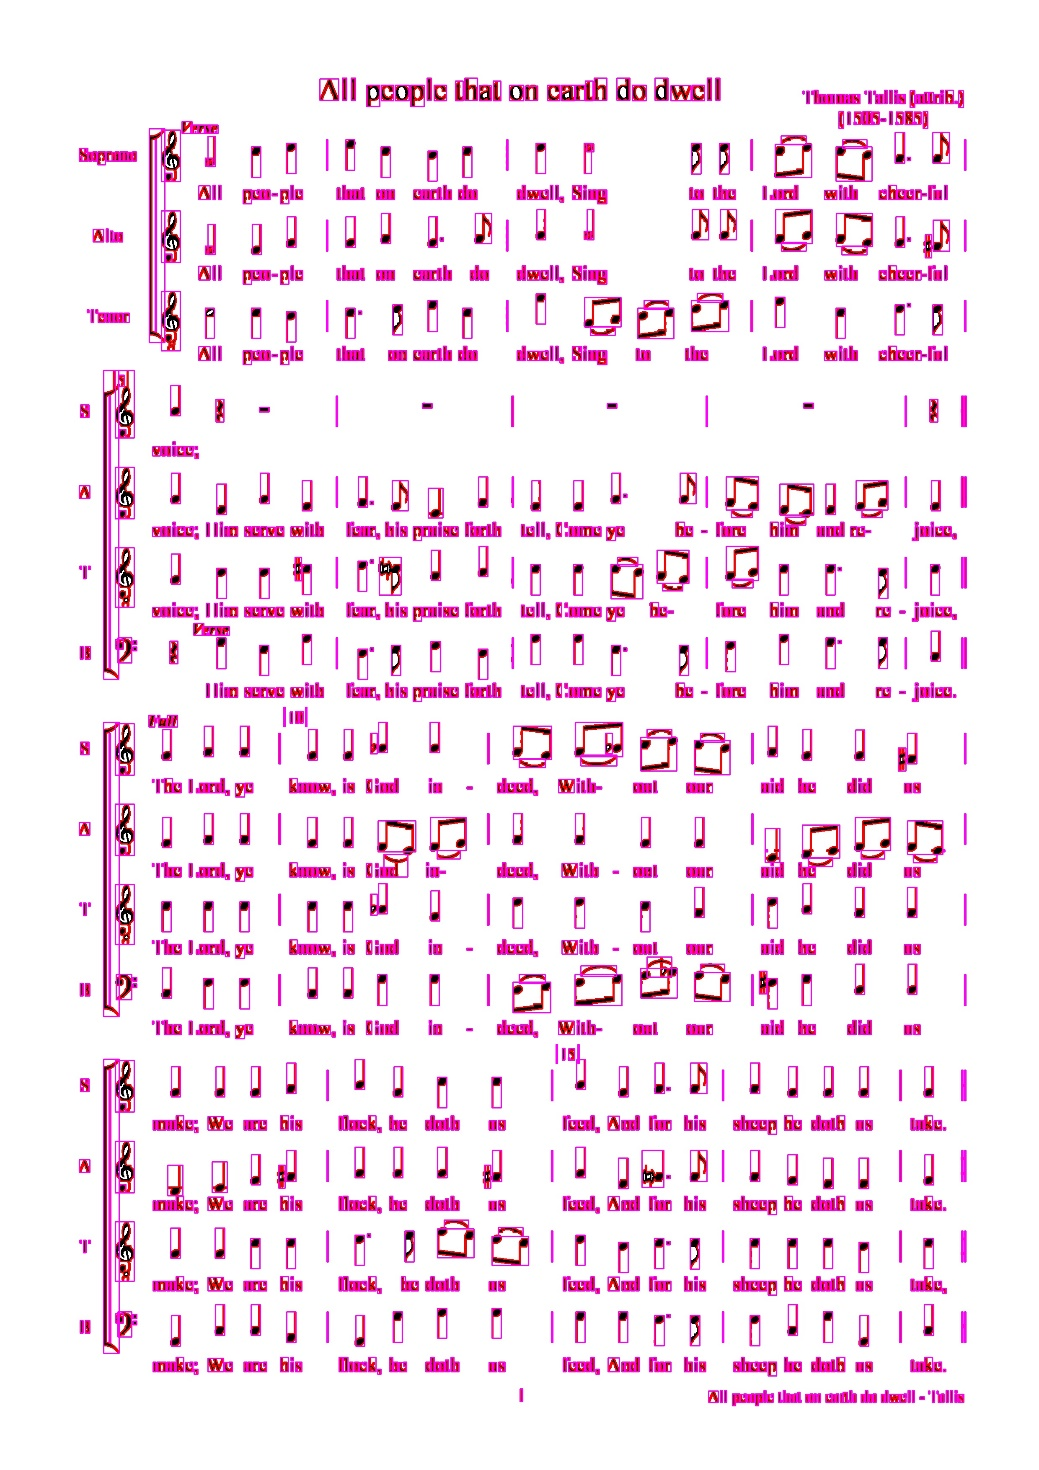 All people that on earth do dwell
Thomas Tallis (attrib.)
(1505-1585)
Verse
Soprano
All peo-ple that on earth do dwell, Sing to the Lord with cheer-ful
Alto
All peo-ple that on earth do dwell, Sing to the Lord with cheer-ful
Tenor
All peo-ple that on earth do dwell, Sing to the Lord with cheer-ful
5
S
voice;
A
voice; Him serve with fear, his praise forth tell, Come ye be - fore him and re- joice,
T
voice; Him serve with fear, his praise forth tell, Come ye be- fore him and re - joice,
Verse
B
Him serve with fear, his praise forth tell, Come ye be - fore him and re - joice.
Full
10
S
The Lord, ye know, is God in - deed, With- out our aid he did us
A
The Lord, ye know, is God in- deed, With - out our aid he did us
T
The Lord, ye know, is God in - deed, With - out our aid he did us
B
The Lord, ye know, is God in - deed, With- out our aid he did us
15
S
make; We are his flock, he doth us feed, And for his sheep he doth us take.
A
make; We are his flock, he doth us feed, And for his sheep he doth us take.
T
make; We are his flock, he doth us feed, And for his sheep he doth us take,
B
make; We are his flock, he doth us feed, And for his sheep he doth us take.
1
All people that on earth do dwell - Tallis